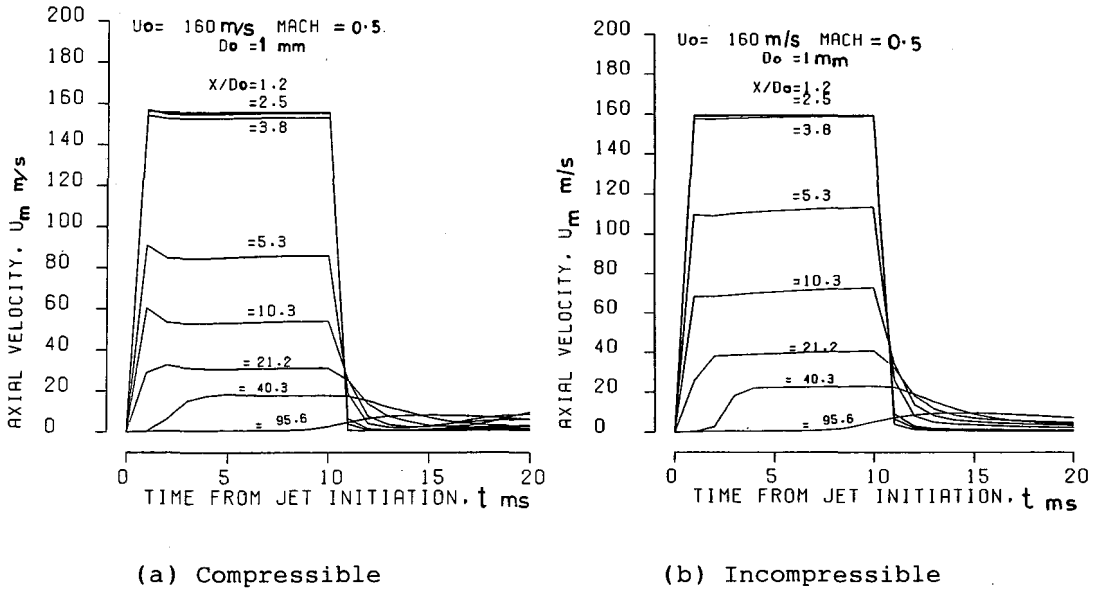 Uo= 160 m/s MACH = 0.5
Do =1 mm
X/Do=1.2
=2.5
=3.8
=5.3
=10.3
=21.2
= 40.3
= 95.6
200
180
160
140
120
100
80
60
40
20
0
AXIAL VELOCITY, Um m/s
0 5 10 15 20
TIME FROM JET INITIATION, t ms
(a) Compressible
Uo= 160 m/s MACH = 0.5
Do =1mm
X/Do=1.2
=2.5
=3.8
=5.3
=10.3
=21.2
= 40.3
= 95.6
200
180
160
140
120
100
80
60
40
20
0
AXIAL VELOCITY, Um m/s
0 5 10 15 20
TIME FROM JET INITIATION, t ms
(b) Incompressible